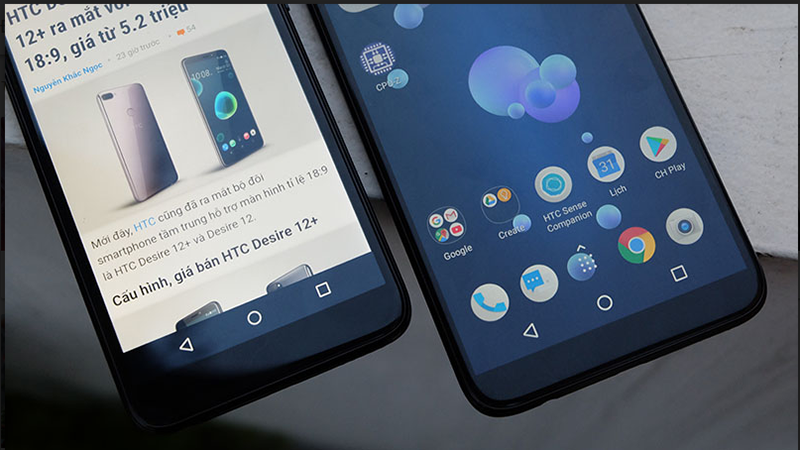 HTC Desire
12+ ra mắt với
18:9, giá từ 5.2 triệu
Nguyễn Khắc Ngọc • 23 giờ trước • 54
Mới đây, HTC cũng đã ra mắt bộ đôi
smartphone tầm trung hỗ trợ màn hình tỉ lệ 18:9
là HTC Desire 12+ và Desire 12.
Cấu hình, giá bán HTC Desire 12+
10:08
CPU-Z
Google
Create
HTC Sense
Companion
31
Lịch
CH Play